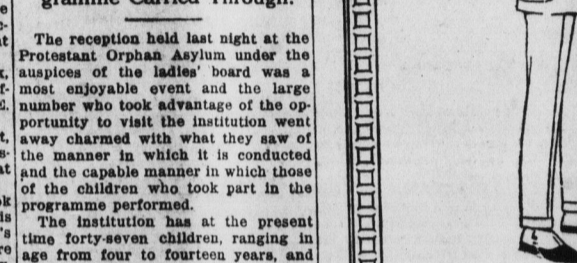 gramme Carried Through.
The reception held last night at the
Protestant Orphan Asylum under the
auspices of the ladies' board was a
most enjoyable event and the large
number who took advantage of the op-
portunity to visit the institution went
away charmed with what they saw of
the manner in which it is conducted
and the capable manner in which those
of the children who took part in the
programme performed.
The institution has at the present
time forty-seven children, ranging in
age from four to fourteen years, and